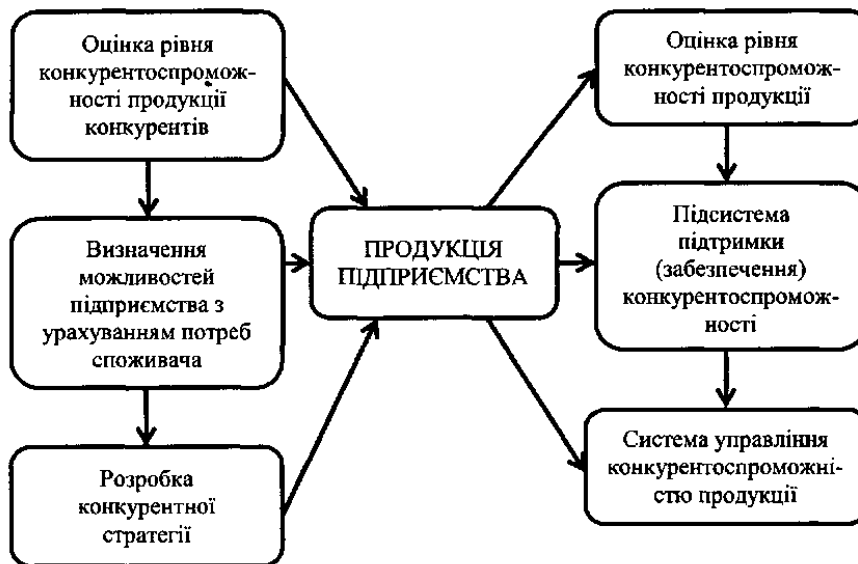 Оцінка рівня
конкурентоспромож-
ності продукції
конкурентів
Визначення
можливостей
підприємства з
урахуванням потреб
споживача
Розробка
конкурентної
стратегії
ПРОДУКЦІЯ
ПІДПРИЄМСТВА
Оцінка рівня
конкурентоспромож-
ності продукції
Підсистема
підтримки
(забезпечення)
конкурентоспромож-
ності
Система управління
конкурентоспроможні-
стю продукції